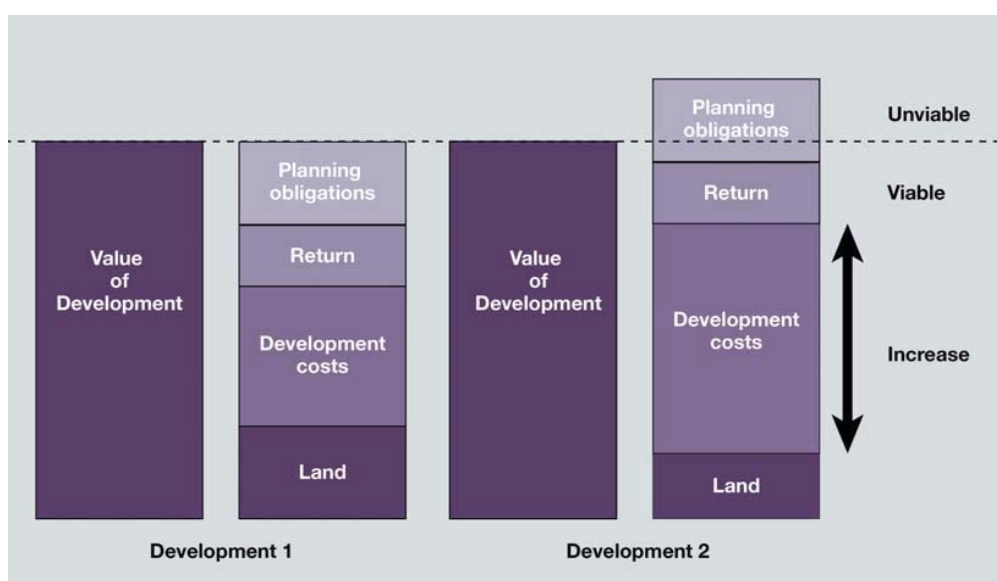 Value
of
Development
Planning
obligations
Return
Development
costs
Land
Development 1
Value
of
Development
Planning
obligations
Return
Development
costs
Land
Development 2
Unviable
Viable
Increase